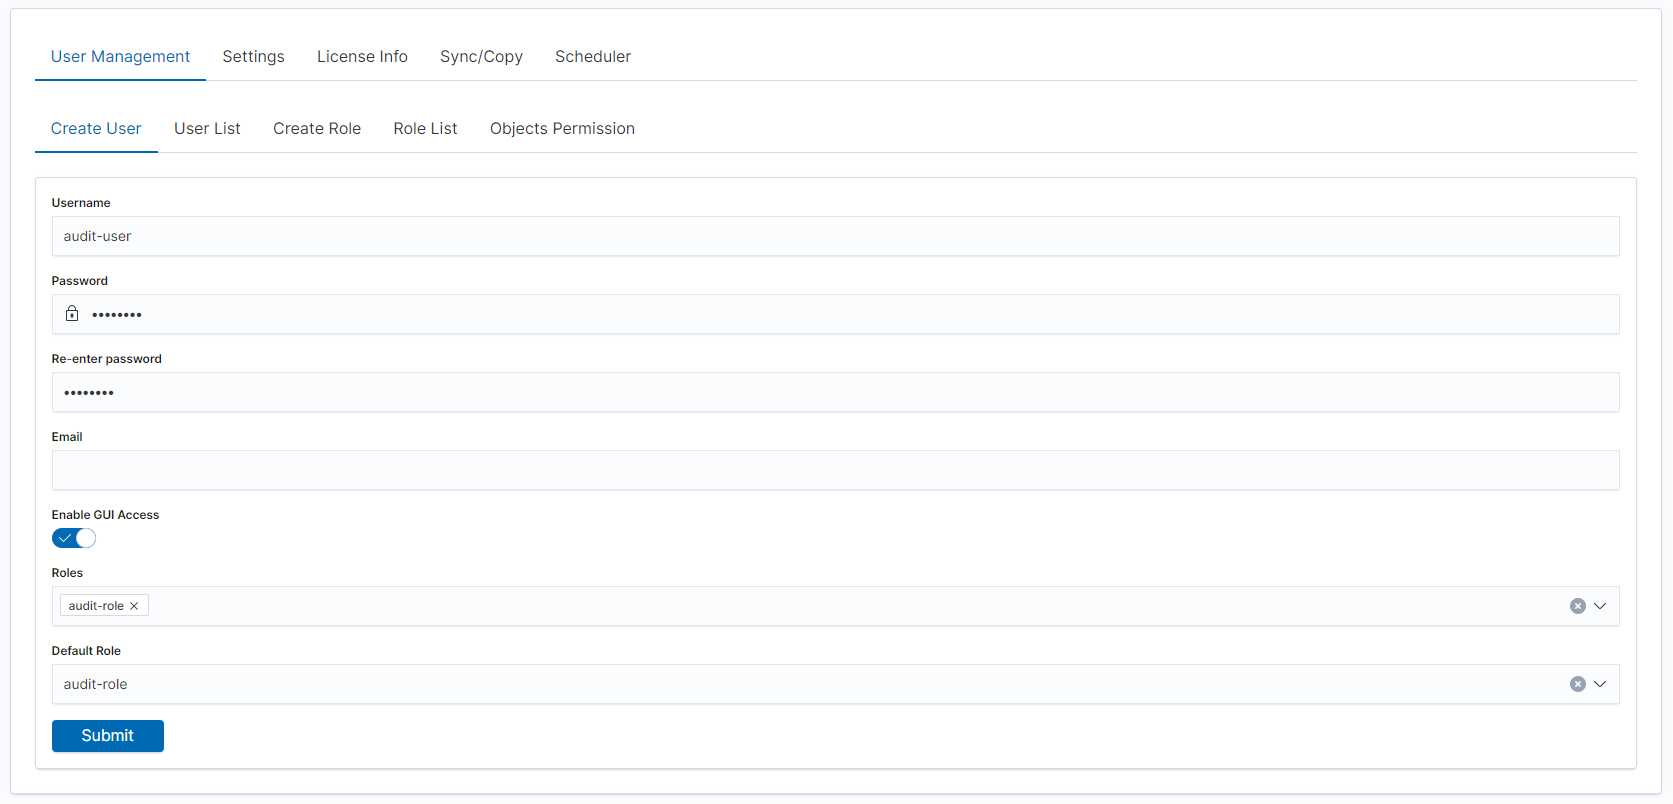 User Management Settings License Info Sync/Copy Scheduler
Create User User List Create Role Role List Objects Permission
Username
audit-user
Password
••••••••
Re-enter password
••••••••
Email
Enable GUI Access
Roles
audit-role
Default Role
audit-role
Submit